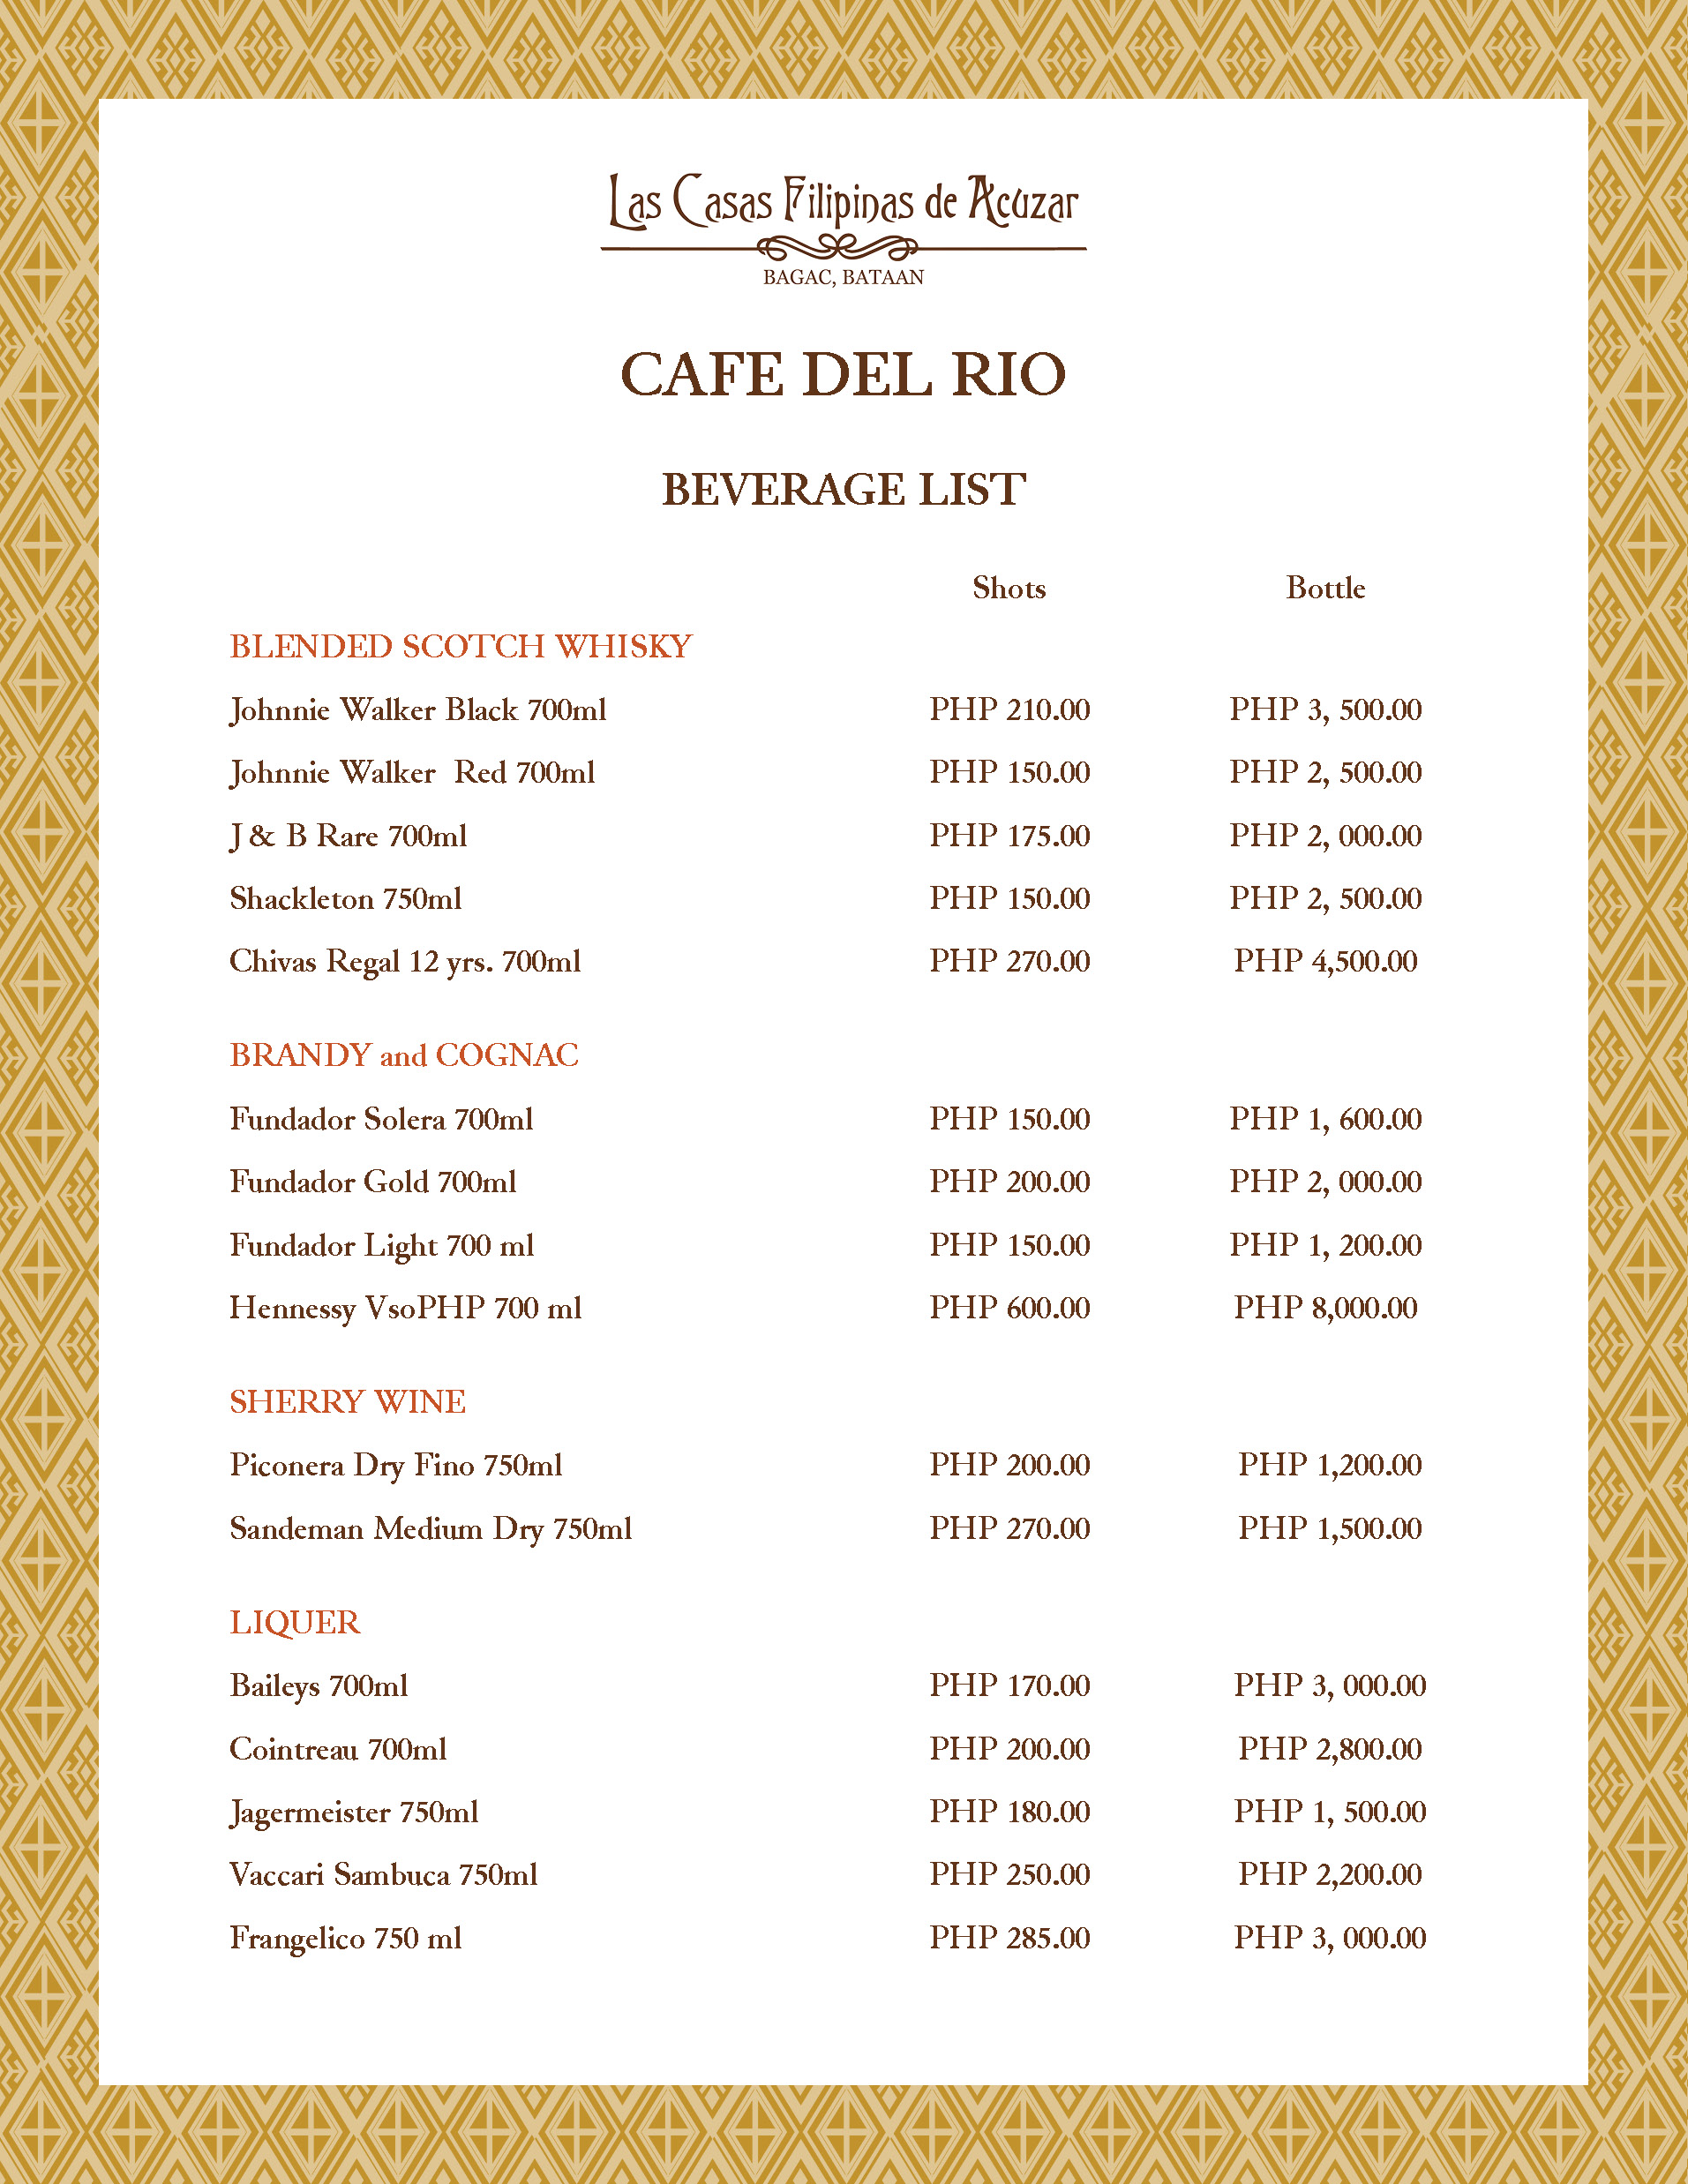 Las Casas Filipinas de Acuzar
BAGAC, BATAAN
CAFE DEL RIO
BEVERAGE LIST
Shots Bottle
BLENDED SCOTCH WHISKY
Johnnie Walker Black 700ml PHP 210.00 PHP 3, 500.00
Johnnie Walker Red 700ml PHP 150.00 PHP 2, 500.00
J & B Rare 700ml PHP 175.00 PHP 2, 000.00
Shackleton 750ml PHP 150.00 PHP 2, 500.00
Chivas Regal 12 yrs. 700ml PHP 270.00 PHP 4,500.00
BRANDY and COGNAC
Fundador Solera 700ml PHP 150.00 PHP 1, 600.00
Fundador Gold 700ml PHP 200.00 PHP 2, 000.00
Fundador Light 700 ml PHP 150.00 PHP 1, 200.00
Hennessy VsoPHP 700 ml PHP 600.00 PHP 8,000.00
SHERRY WINE
Piconera Dry Fino 750ml PHP 200.00 PHP 1,200.00
Sandeman Medium Dry 750ml PHP 270.00 PHP 1,500.00
LIQUER
Baileys 700ml PHP 170.00 PHP 3, 000.00
Cointreau 700ml PHP 200.00 PHP 2,800.00
Jagermeister 750ml PHP 180.00 PHP 1, 500.00
Vaccari Sambuca 750ml PHP 250.00 PHP 2,200.00
Frangelico 750 ml PHP 285.00 PHP 3, 000.00